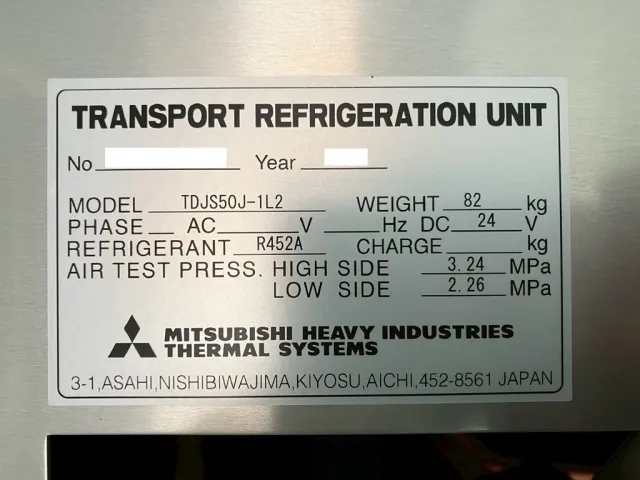 TRANSPORT REFRIGERATION UNIT
No Year
MODEL TDJS50J-1L2 WEIGHT 82 kg
PHASE AC V Hz DC 24 V
REFRIGERANT R452A CHARGE kg
AIR TEST PRESS. HIGH SIDE 3.24 MPa
LOW SIDE 2.26 MPa
MITSUBISHI HEAVY INDUSTRIES
THERMAL SYSTEMS
3-1,ASAHI,NISHIBIWAJIMA,KIYOSU,AICHI,452-8561 JAPAN